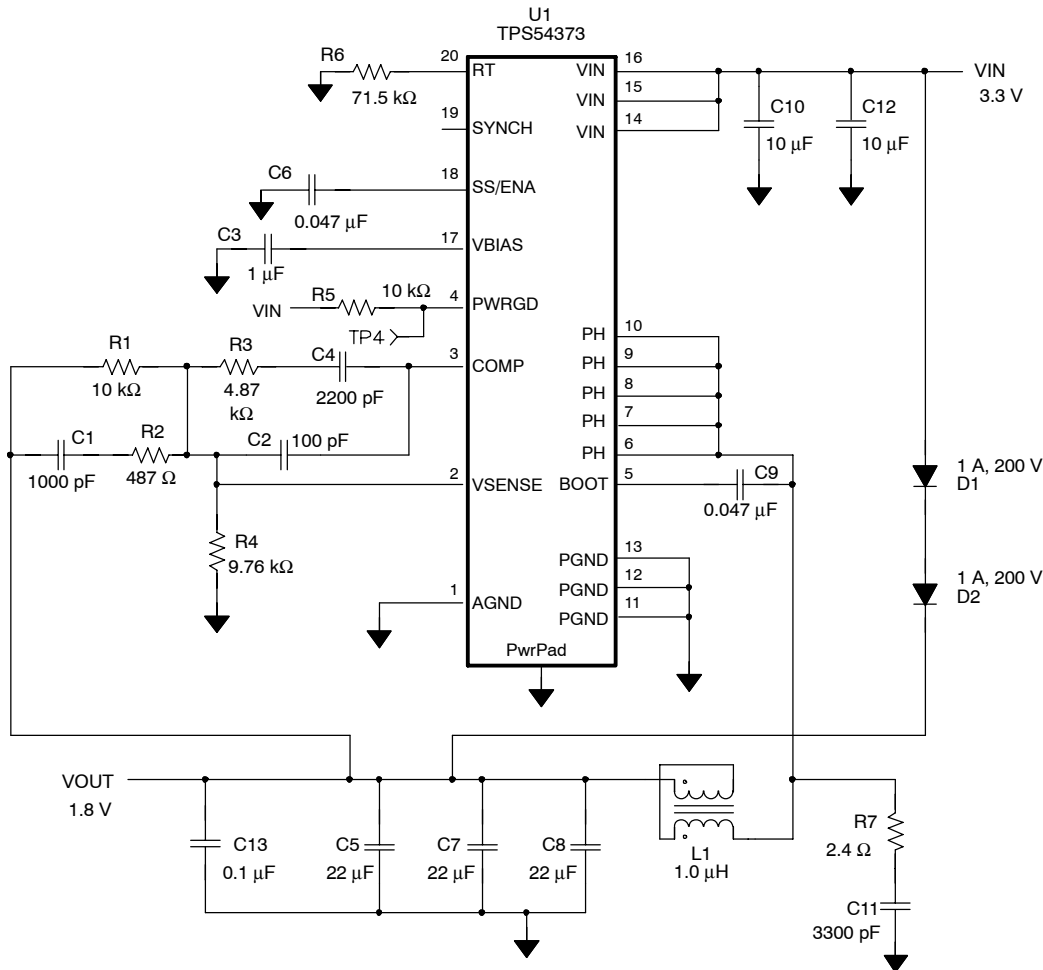 U1
TPS54373
R6
71.5 kΩ
20
RT
19
SYNCH
C6
0.047 µF
18
SS/ENA
C3
1 µF
17
VBIAS
VIN
R5
10 kΩ
4
PWRGD
TP4
R1
10 kΩ
R3
4.87
kΩ
C4
2200 pF
3
COMP
C1
1000 pF
R2
487 Ω
C2
100 pF
2
VSENSE
R4
9.76 kΩ
1
AGND
PwrPad
VIN
16
VIN
15
VIN
14
VIN
3.3 V
C10
10 µF
C12
10 µF
PH
10
PH
9
PH
8
PH
7
PH
6
BOOT
5
C9
0.047 µF
PGND
13
PGND
12
PGND
11
1 A, 200 V
D1
1 A, 200 V
D2
VOUT
1.8 V
C13
0.1 µF
C5
22 µF
C7
22 µF
C8
22 µF
L1
1.0 µH
R7
2.4 Ω
C11
3300 pF